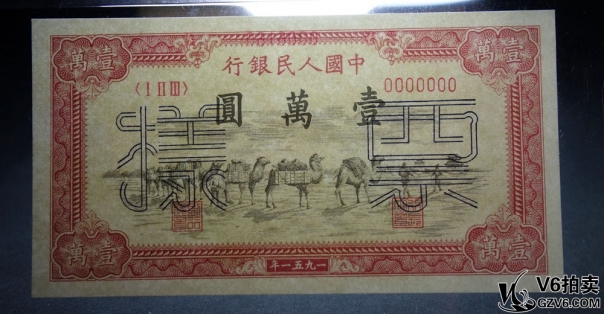 萬壹
壹萬
行銀民人國中
〈I II III〉
0000000
圓萬壹
樣票
萬壹
壹萬
年一五九一
V6拍卖
GZV6.COM